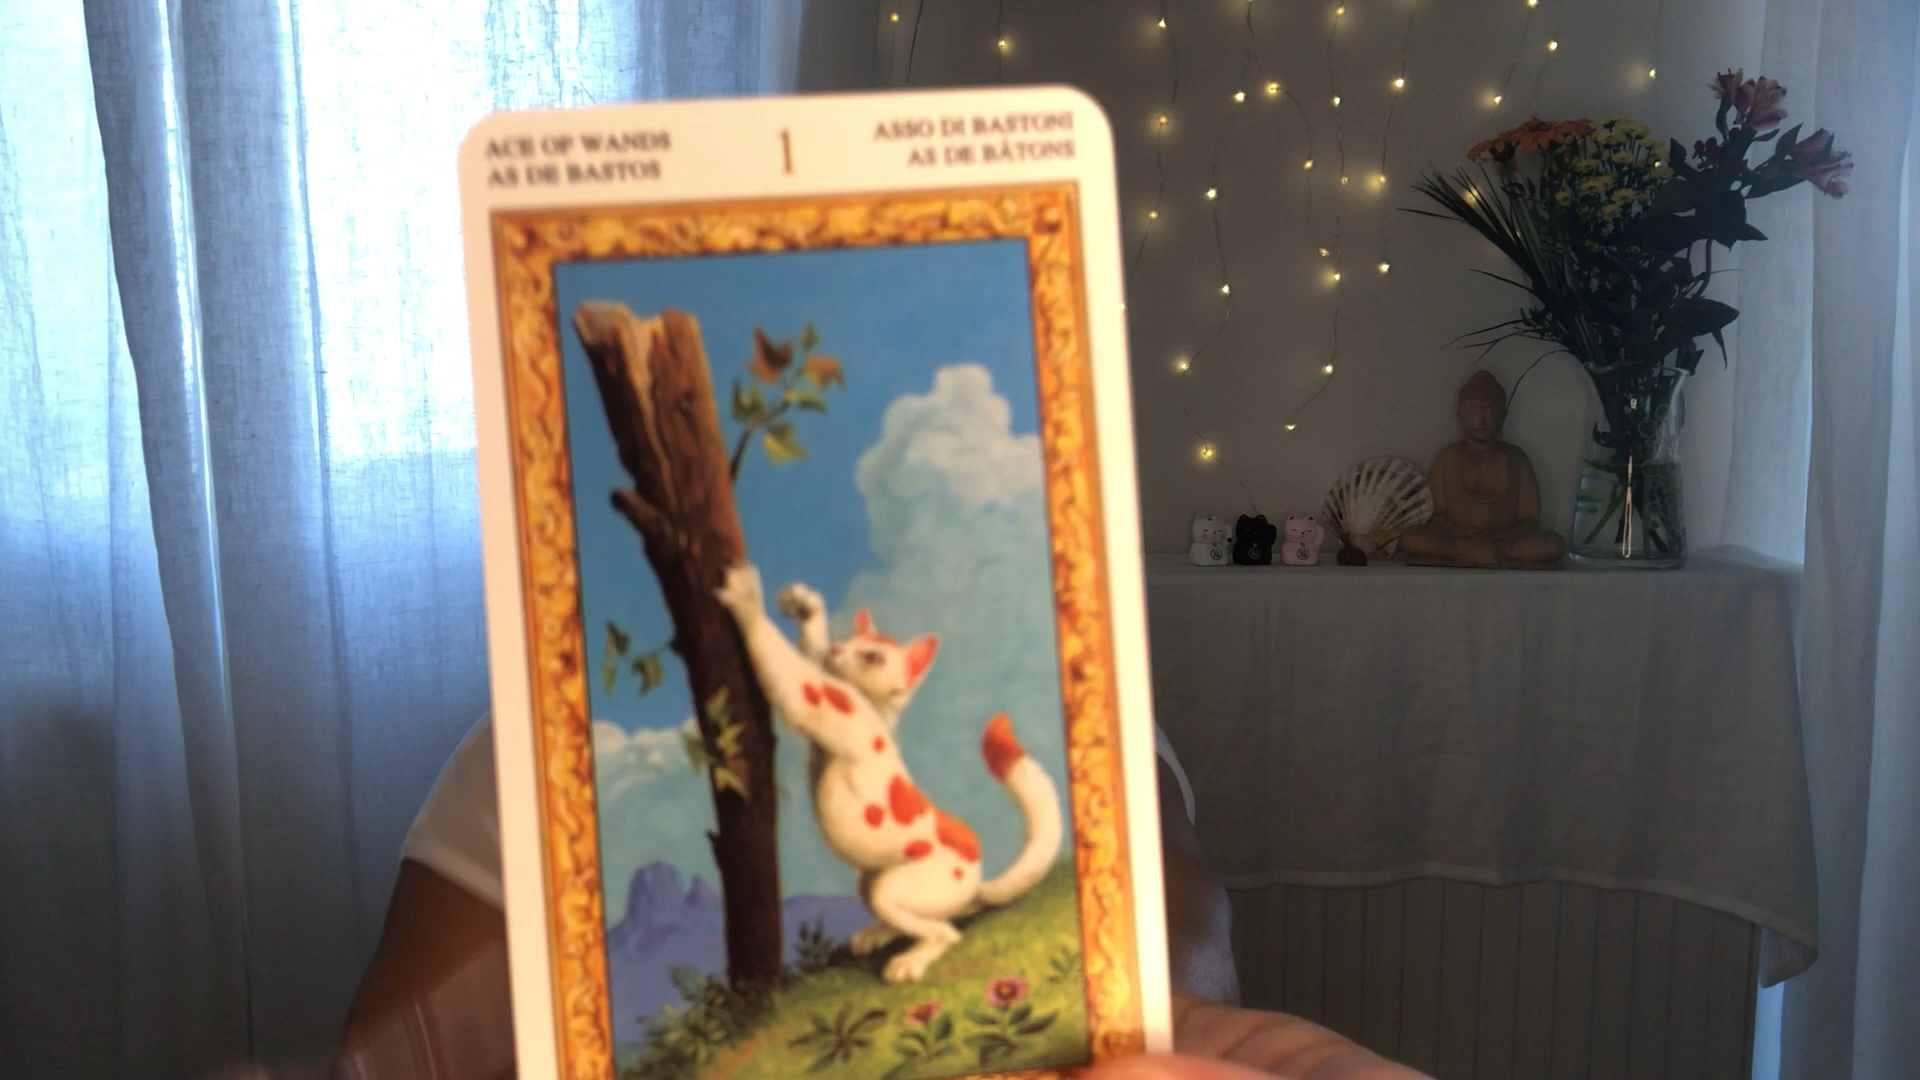 ACE OF WANDS
AS DE BASTOS
1
ASSO DI BASTONI
AS DE BÂTONS